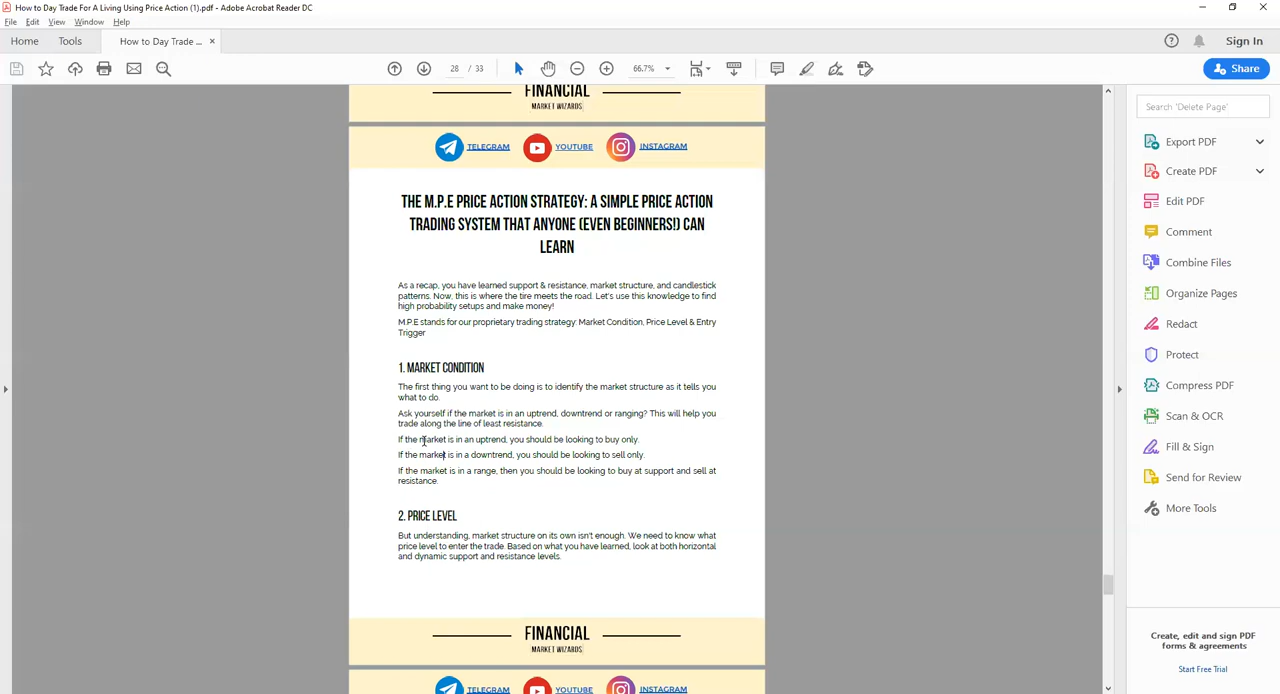 How to Day Trade For A Living Using Price Action (1).pdf - Adobe Acrobat Reader DC
File Edit View Window Help
Home Tools How to Day Trade ... × Sign In
28 / 33 66.7% Share
FINANCIAL
MARKET WIZARDS
TELEGRAM YOUTUBE INSTAGRAM
THE M.P.E PRICE ACTION STRATEGY: A SIMPLE PRICE ACTION
TRADING SYSTEM THAT ANYONE (EVEN BEGINNERS!) CAN
LEARN
As a recap, you have learned support & resistance, market structure, and candlestick
patterns. Now, this is where the tire meets the road. Let's use this knowledge to find
high probability setups and make money!
M.P.E stands for our proprietary trading strategy: Market Condition, Price Level & Entry
Trigger
1. MARKET CONDITION
The first thing you want to be doing is to identify the market structure as it tells you
what to do.
Ask yourself if the market is in an uptrend, downtrend or ranging? This will help you
trade along the line of least resistance.
If the market is in an uptrend, you should be looking to buy only.
If the market is in a downtrend, you should be looking to sell only.
If the market is in a range, then you should be looking to buy at support and sell at
resistance.
2. PRICE LEVEL
But understanding, market structure on its own isn't enough. We need to know what
price level to enter the trade. Based on what you have learned, look at both horizontal
and dynamic support and resistance levels.
FINANCIAL
MARKET WIZARDS
TELEGRAM YOUTUBE INSTAGRAM
Search 'Delete Page'
Export PDF
Create PDF
Edit PDF
Comment
Combine Files
Organize Pages
Redact
Protect
Compress PDF
Scan & OCR
Fill & Sign
Send for Review
More Tools
Create, edit and sign PDF
forms & agreements
Start Free Trial